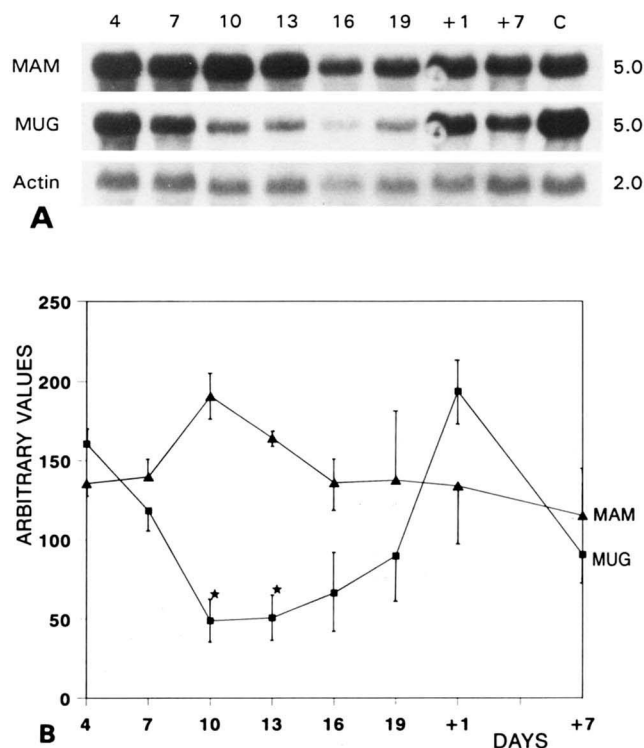 4 7 10 13 16 19 +1 +7 C
MAM 5.0
MUG 5.0
Actin 2.0
A
250
200
150
100
50
0
ARBITRARY VALUES
★ ★
MAM
MUG
4 7 10 13 16 19 +1 +7
B DAYS